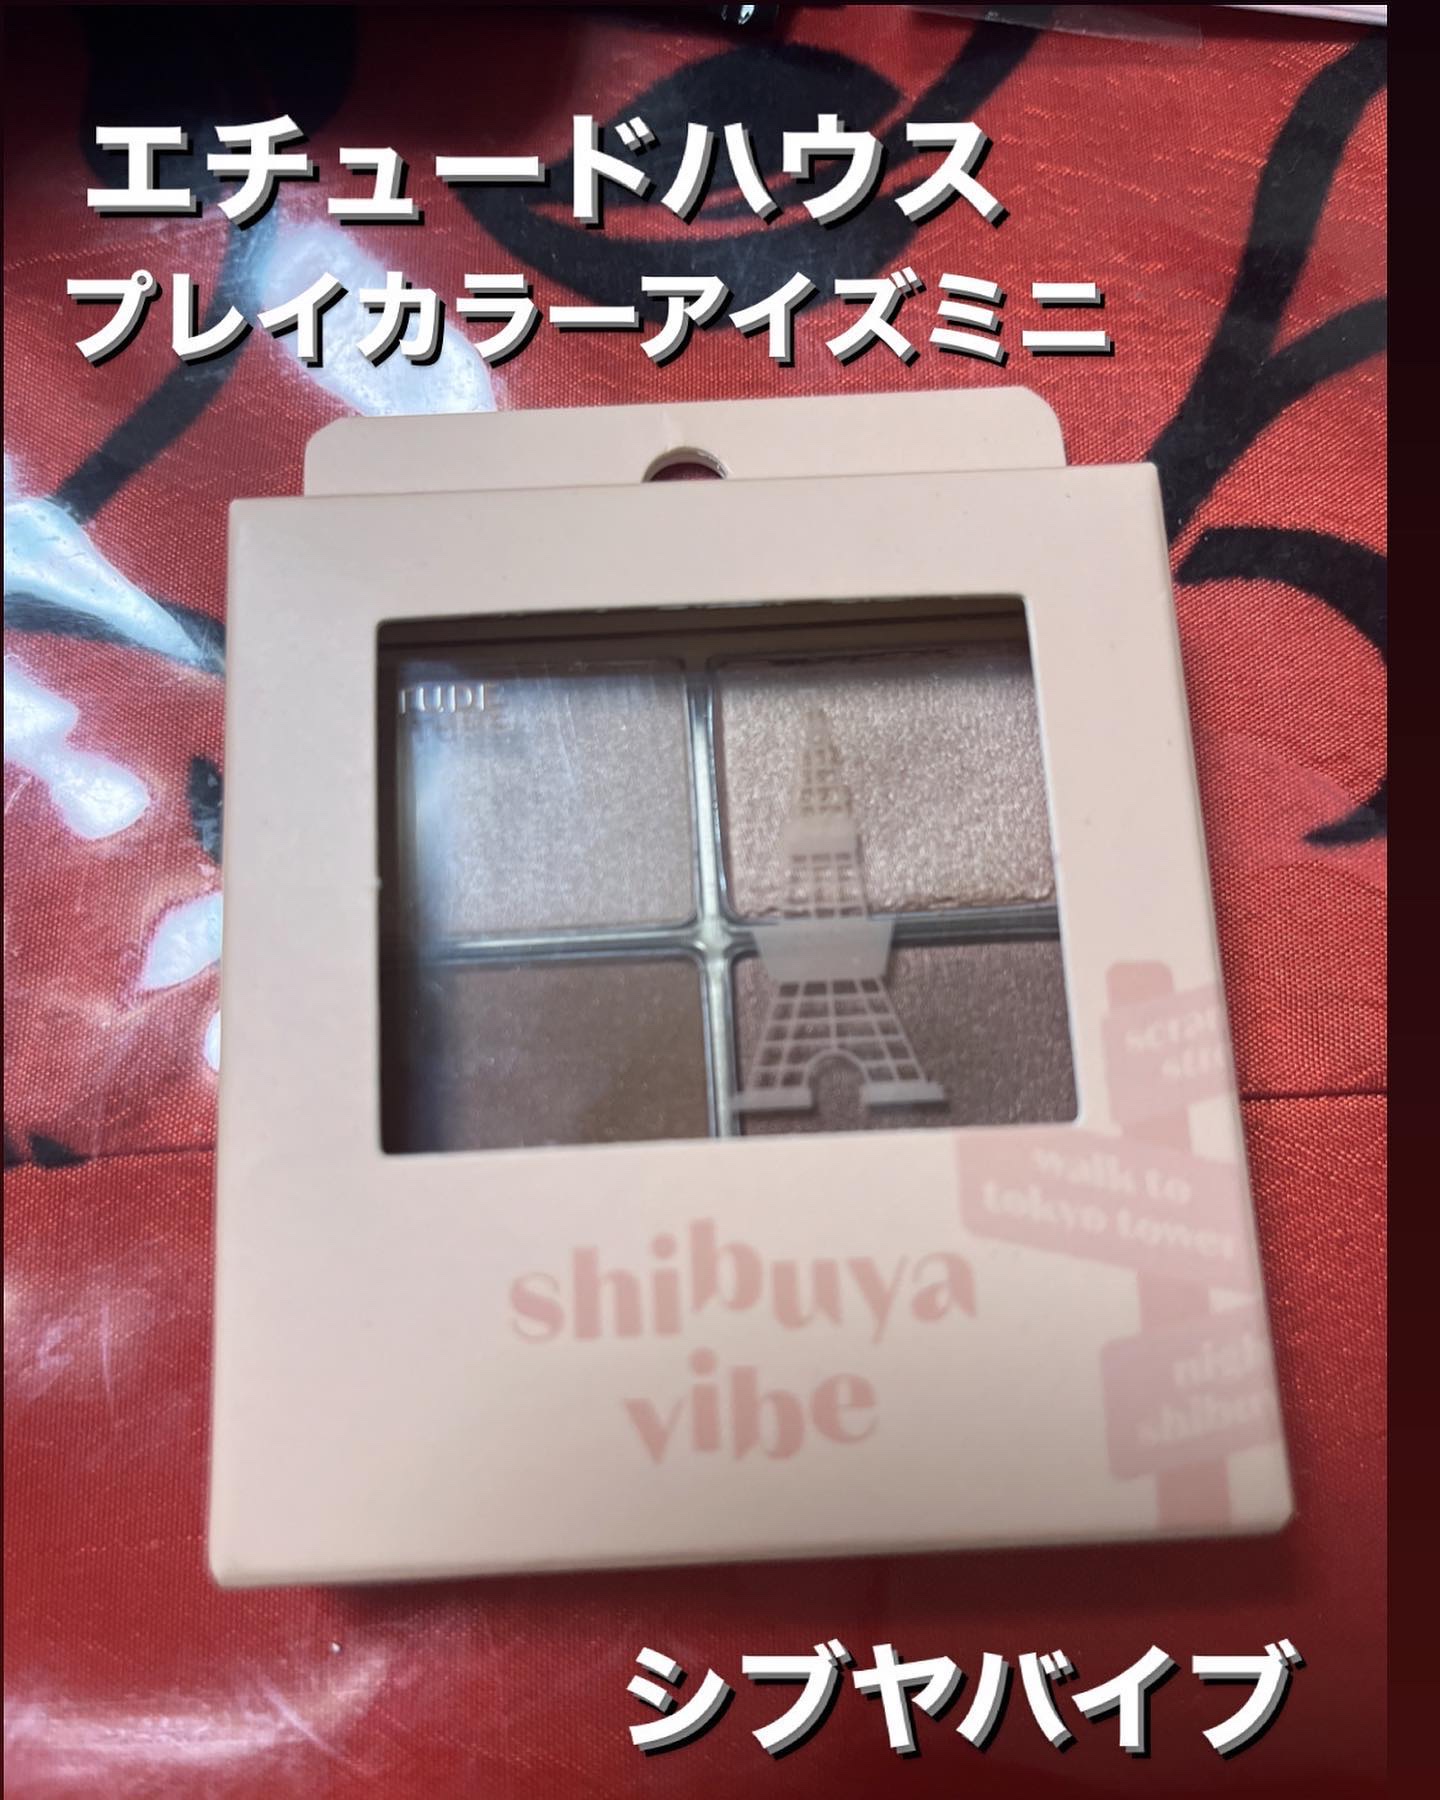 エチュードハウス
プレイカラーアイズミニ
shibuya
vibe
walk to
tokyo tower
シブヤバイブ